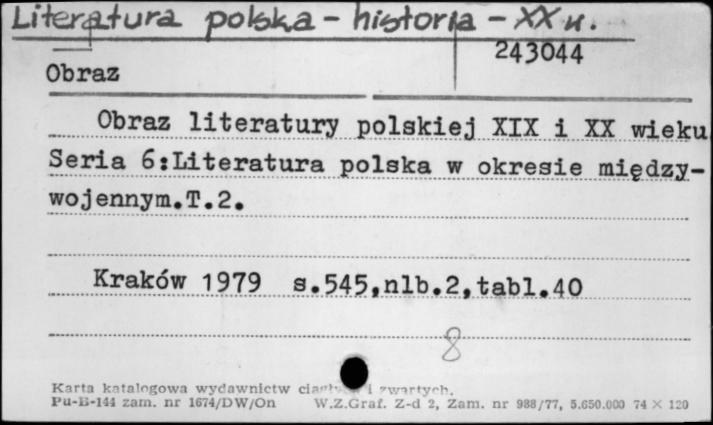 Literatura polska - historia - XX w.
243044
Obraz
Obraz literatury polskiej XIX i XX wieku
Seria 6:Literatura polska w okresie między-
wojennym.T.2.
Kraków 1979 s.545,nlb.2,tabl.40
8
Karta katalogowa wydawnictw i zwartych.
Pu-B-144 zam. nr 1674/DW/On W.Z.Graf. Z-d 2, Zam. nr 988/77, 5.650.000 74 × 120